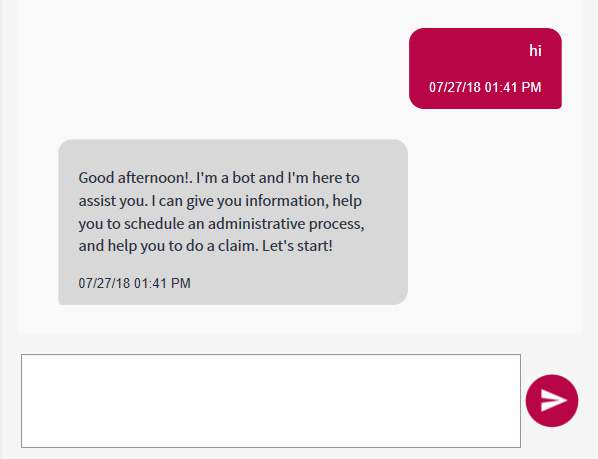 hi
07/27/18 01:41 PM
Good afternoon!. I'm a bot and I'm here to
assist you. I can give you information, help
you to schedule an administrative process,
and help you to do a claim. Let's start!
07/27/18 01:41 PM